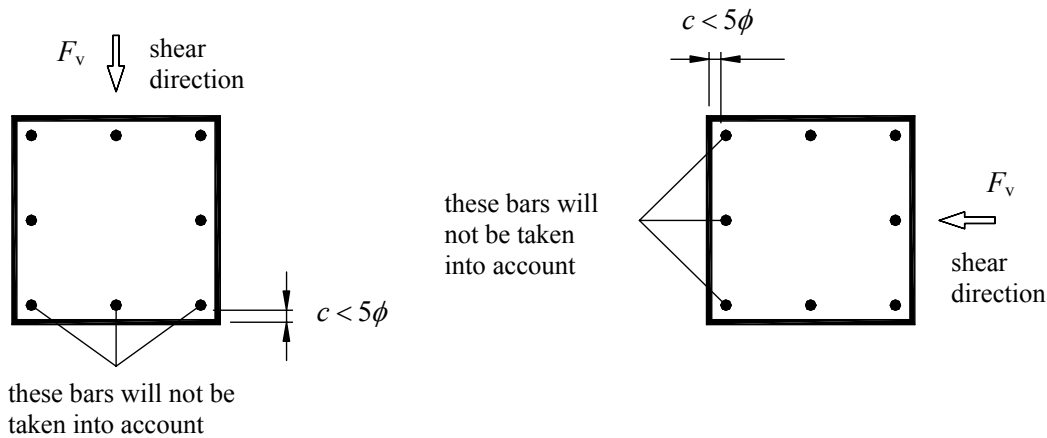 F_v
shear
direction
c < 5ϕ
these bars will not be
taken into account
c < 5ϕ
these bars will
not be taken
into account
F_v
shear
direction